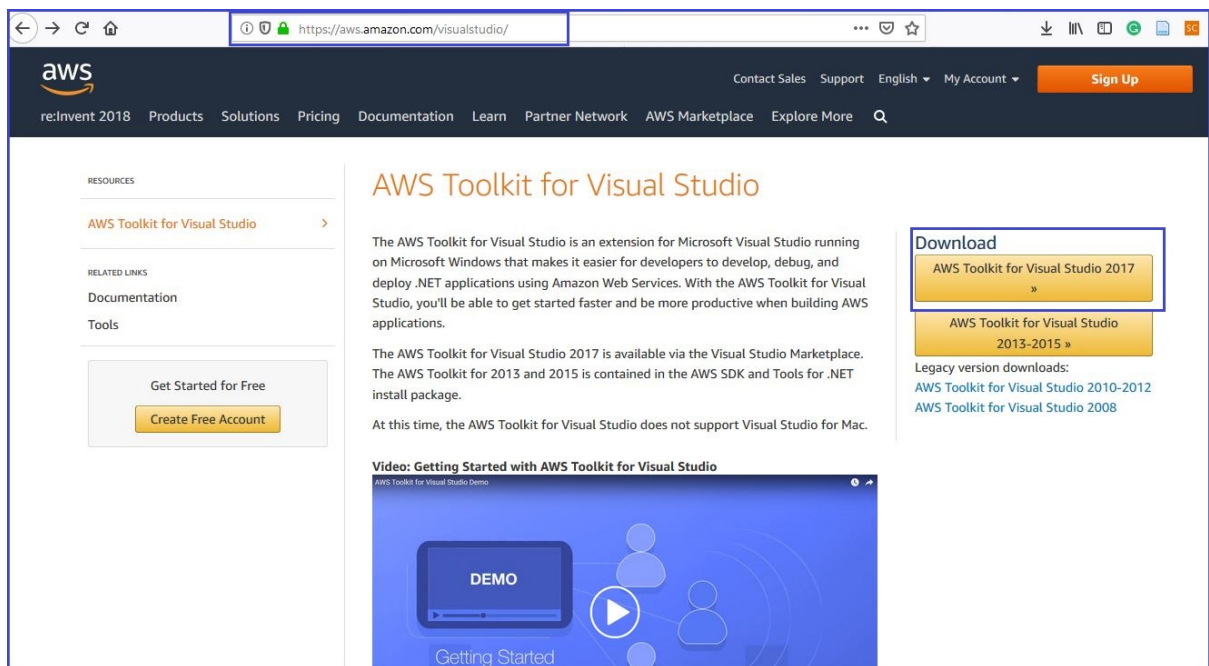 https://aws.amazon.com/visualstudio/
SC
aws
Contact Sales Support English My Account Sign Up
re:Invent 2018 Products Solutions Pricing Documentation Learn Partner Network AWS Marketplace Explore More
RESOURCES
AWS Toolkit for Visual Studio
RELATED LINKS
Documentation
Tools
Get Started for Free
Create Free Account
AWS Toolkit for Visual Studio
The AWS Toolkit for Visual Studio is an extension for Microsoft Visual Studio running
on Microsoft Windows that makes it easier for developers to develop, debug, and
deploy .NET applications using Amazon Web Services. With the AWS Toolkit for Visual
Studio, you'll be able to get started faster and be more productive when building AWS
applications.
The AWS Toolkit for Visual Studio 2017 is available via the Visual Studio Marketplace.
The AWS Toolkit for 2013 and 2015 is contained in the AWS SDK and Tools for .NET
install package.
At this time, the AWS Toolkit for Visual Studio does not support Visual Studio for Mac.
Video: Getting Started with AWS Toolkit for Visual Studio
AWS Toolkit for Visual Studio Demo
DEMO
Getting Started
Download
AWS Toolkit for Visual Studio 2017
»
AWS Toolkit for Visual Studio
2013-2015 »
Legacy version downloads:
AWS Toolkit for Visual Studio 2010-2012
AWS Toolkit for Visual Studio 2008